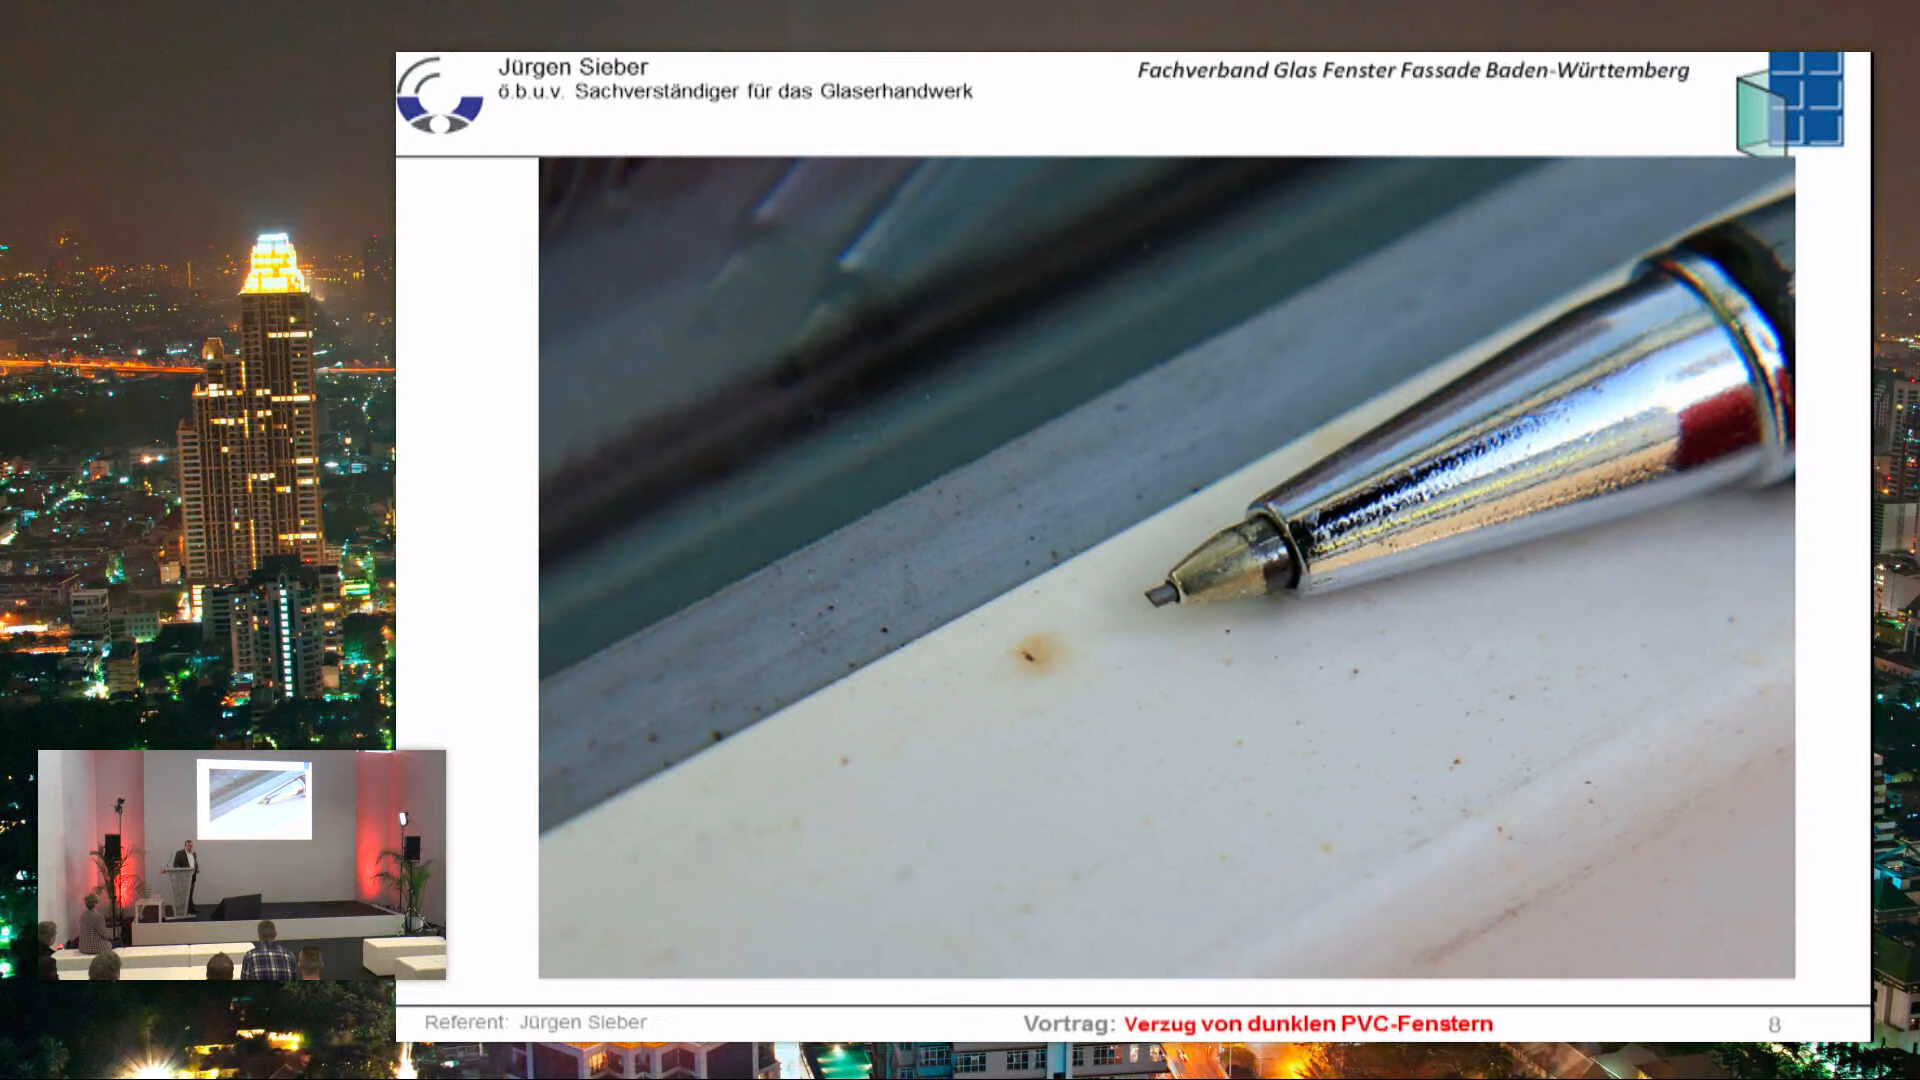 Jürgen Sieber
ö.b.u.v. Sachverständiger für das Glaserhandwerk
Fachverband Glas Fenster Fassade Baden-Württemberg
Referent: Jürgen Sieber
Vortrag: Verzug von dunklen PVC-Fenstern
8